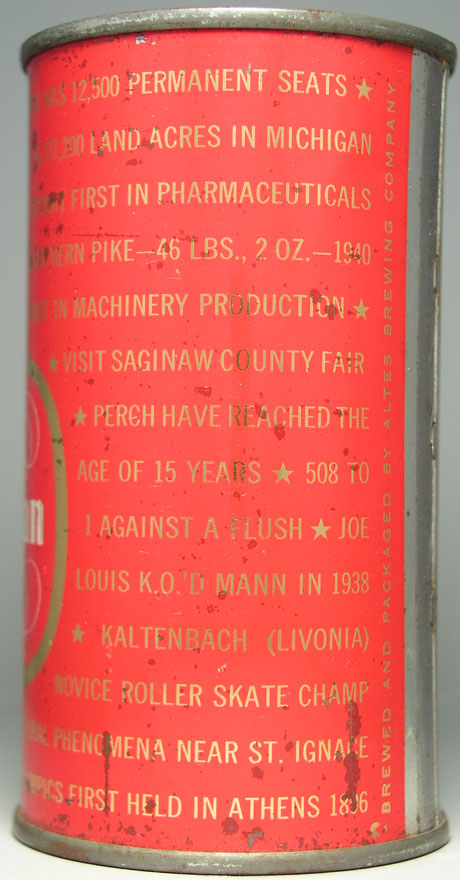 HAS 12,500 PERMANENT SEATS ★
LAND ACRES IN MICHIGAN
FIRST IN PHARMACEUTICALS
PIKE—46 LBS., 2 OZ.—1940
IN MACHINERY PRODUCTION ★
★ VISIT SAGINAW COUNTY FAIR
★ PERCH HAVE REACHED THE
AGE OF 15 YEARS ★ 508 TO
1 AGAINST A FLUSH ★ JOE
LOUIS K.O.'D MANN IN 1938
★ KALTENBACH (LIVONIA)
NOVICE ROLLER SKATE CHAMP
PHENOMENA NEAR ST. IGNACE
FIRST HELD IN ATHENS 1896
BREWED AND PACKAGED BY ALTES BREWING COMPANY